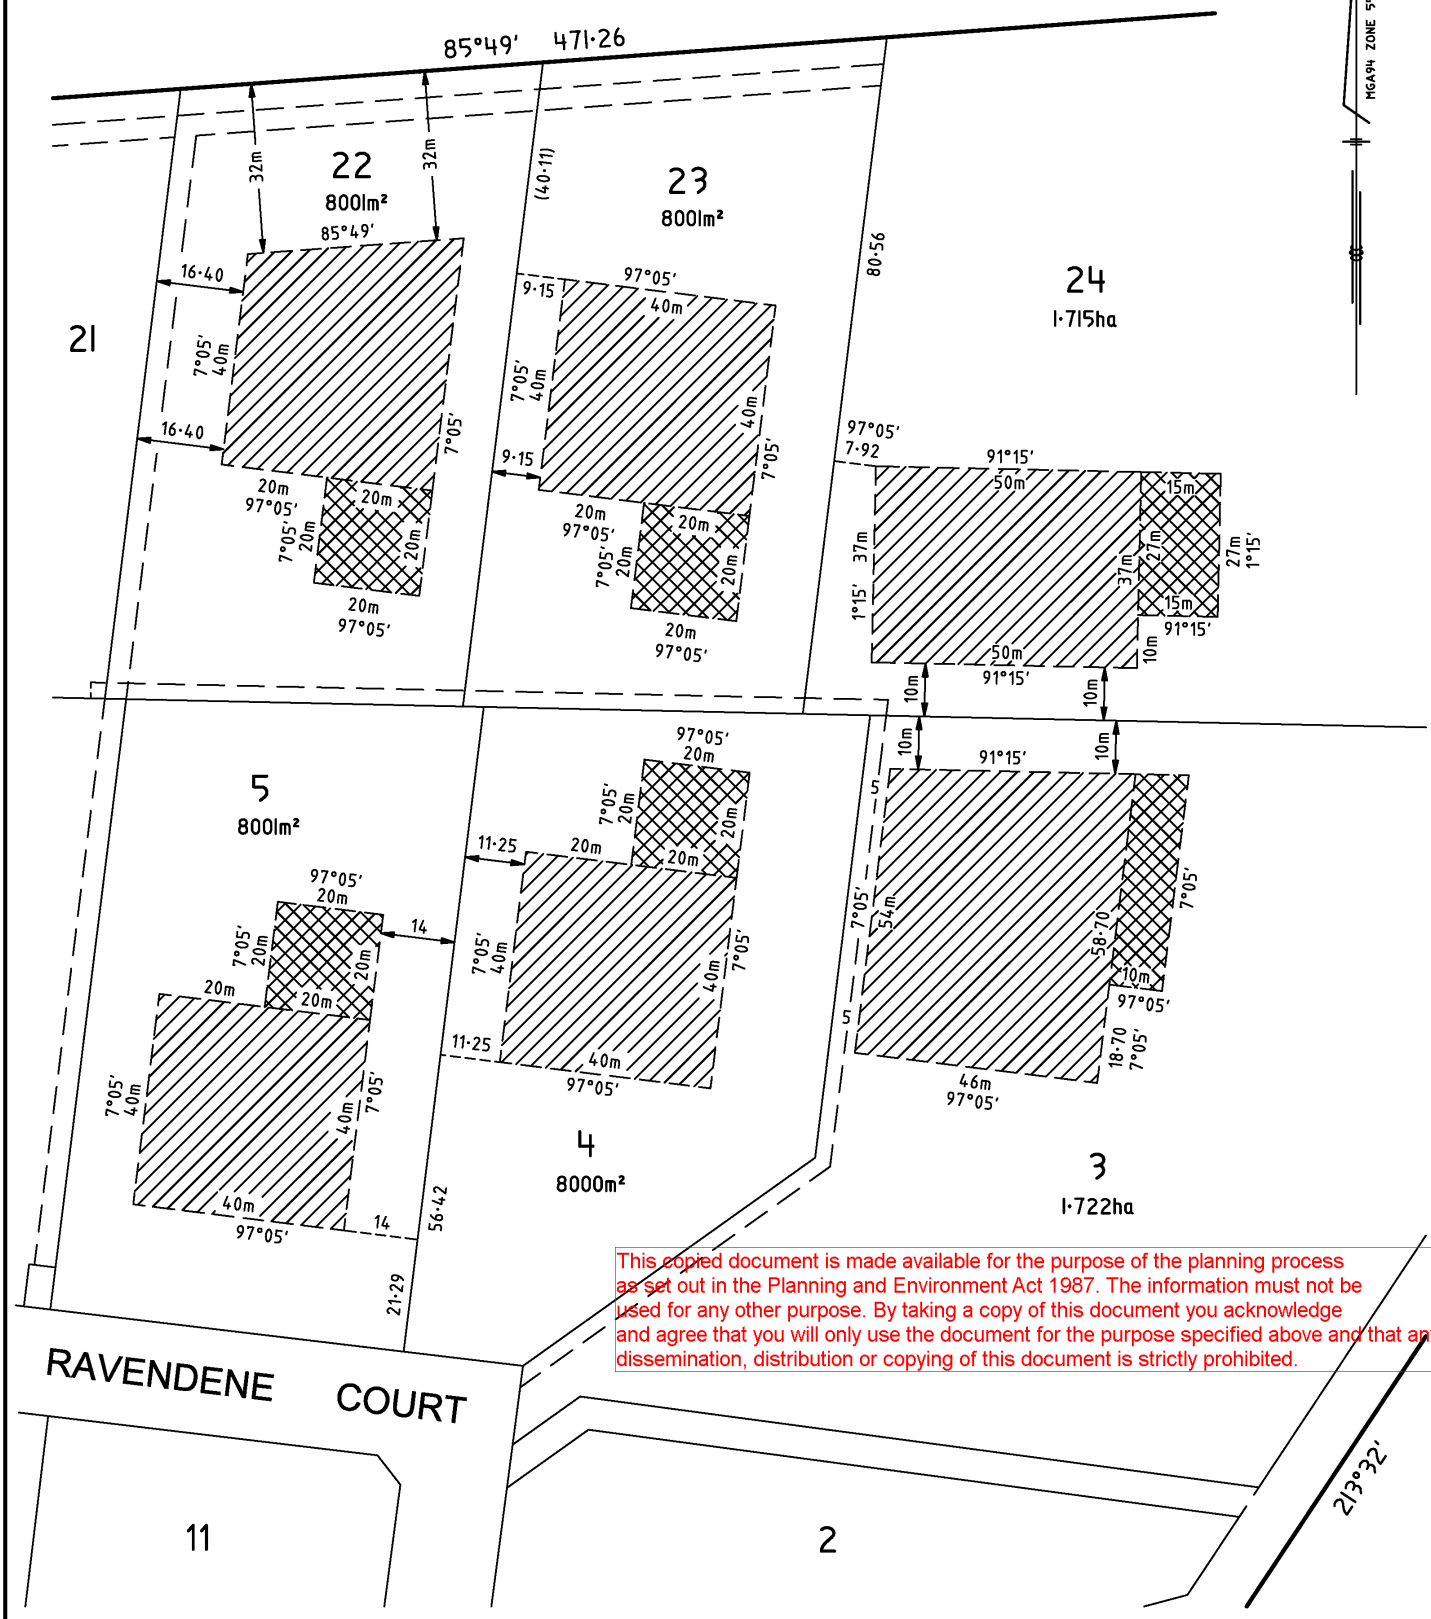 85°49' 471·26
MGA94 ZONE 55
32m
32m
22
8001m²
85°49'
(40·11)
23
8001m²
80·56
24
1·715ha
21
16·40
7°05'
40m
16·40
7°05'
20m
97°05'
20m
7°05'
20m
20m
20m
97°05'
9·15
97°05'
40m
7°05'
40m
40m
7°05'
9·15
20m
97°05'
20m
7°05'
20m
20m
20m
97°05'
97°05'
7·92
91°15'
50m
15m
37m
1°15'
37m
27m
27m
1°15'
15m
91°15'
10m
50m
91°15'
10m
10m
10m
10m
5
8001m²
97°05'
20m
7°05'
20m
20m
14
20m
20m
7°05'
40m
40m
7°05'
40m
97°05'
14
97°05'
20m
7°05'
20m
20m
11·25
20m
20m
7°05'
40m
40m
7°05'
11·25
40m
97°05'
4
8000m²
56·42
21·29
91°15'
5
7°05'
54m
58·70
7°05'
10m
97°05'
5
18·70
7°05'
46m
97°05'
3
1·722ha
This copied document is made available for the purpose of the planning process
as set out in the Planning and Environment Act 1987. The information must not be
used for any other purpose. By taking a copy of this document you acknowledge
and agree that you will only use the document for the purpose specified above and that an
dissemination, distribution or copying of this document is strictly prohibited.
RAVENDENE COURT
11
2
213°32'